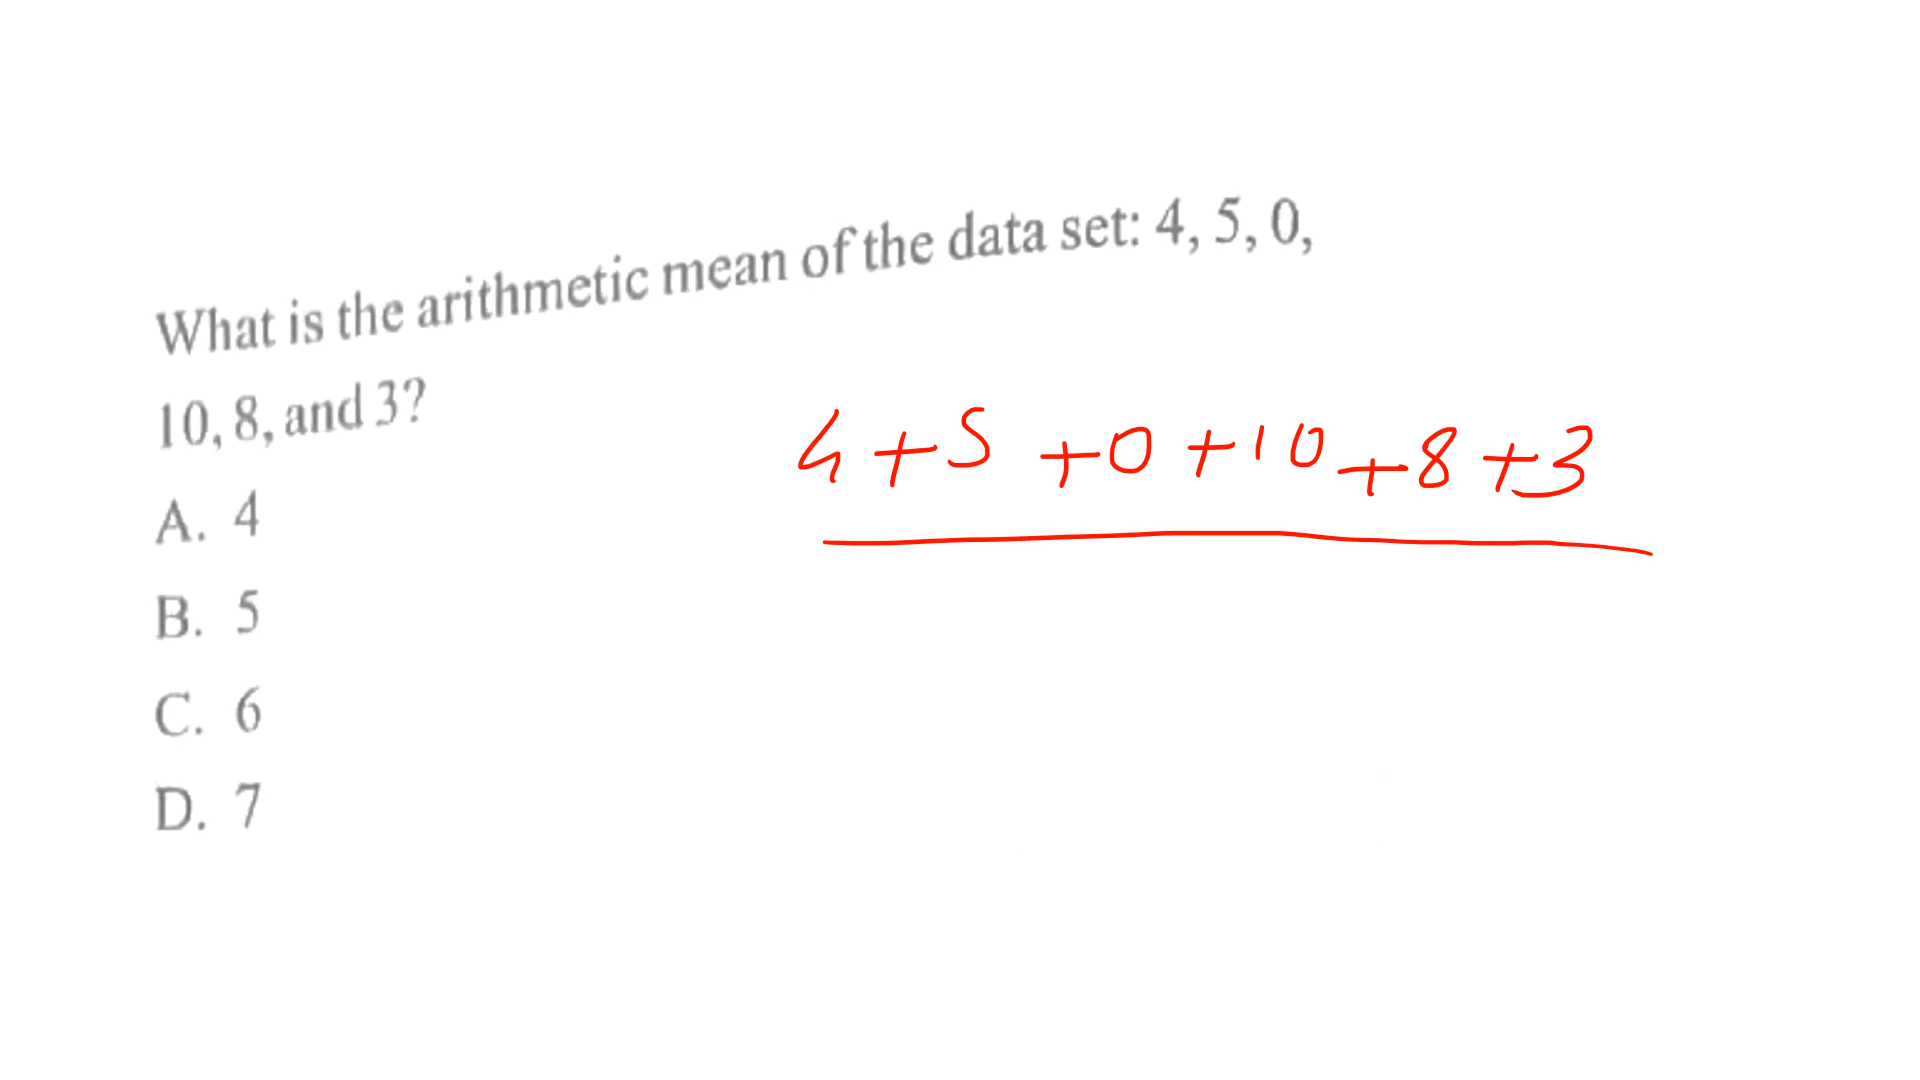 What is the arithmetic mean of the data set: 4, 5, 0,
10, 8, and 3?
4+5+0+10+8+3
A. 4
B. 5
C. 6
D. 7